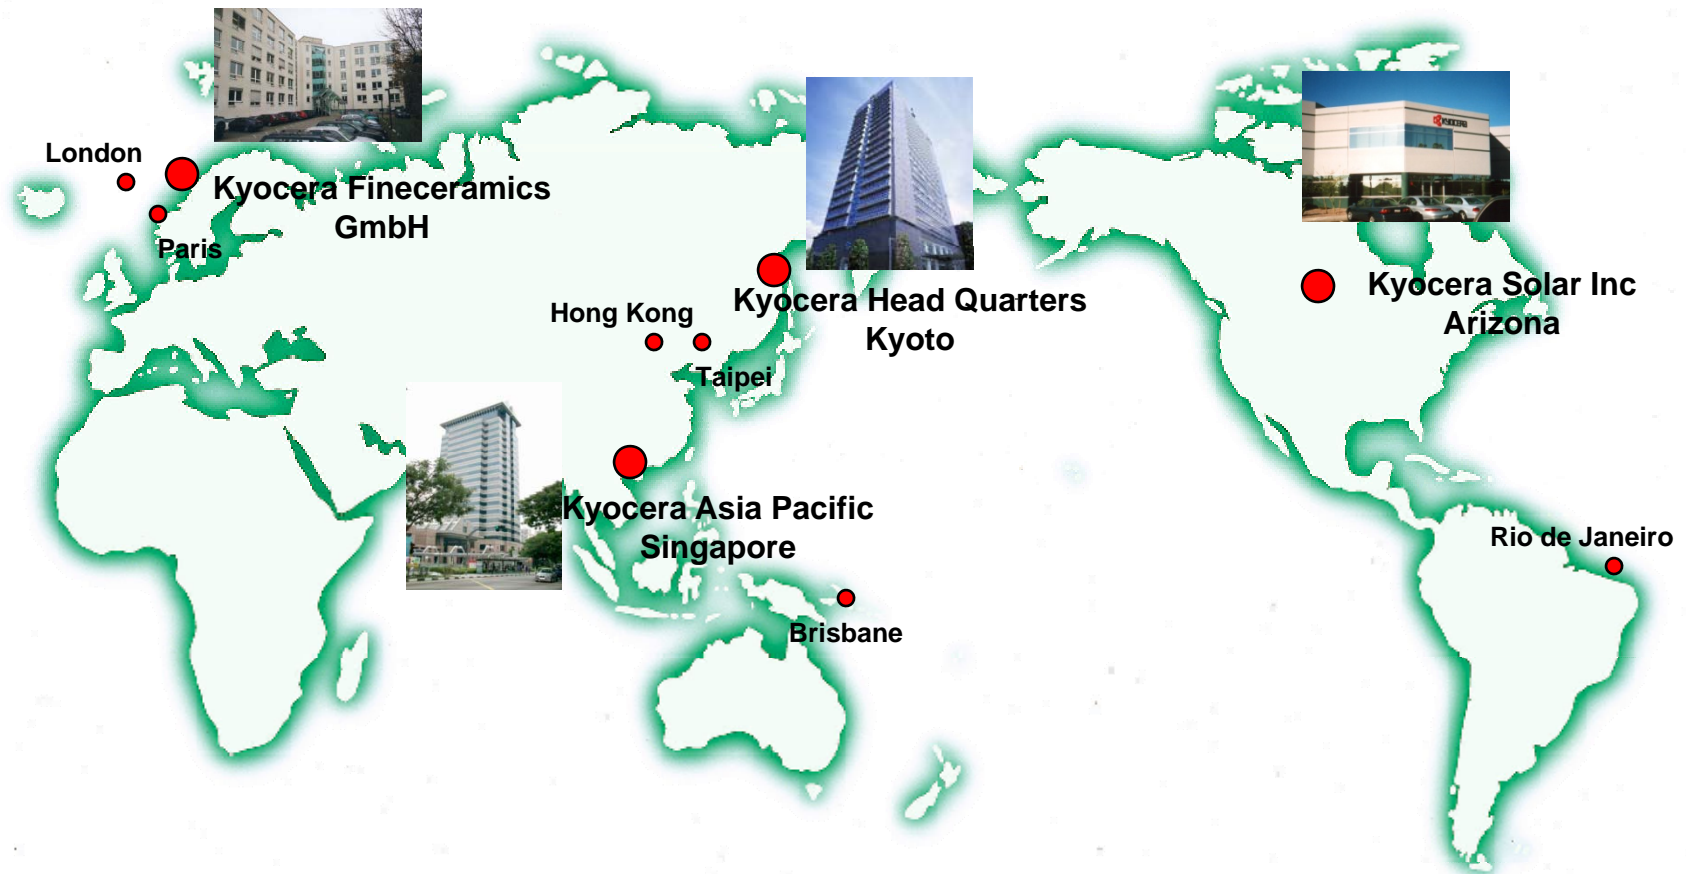 London
Kyocera Fineceramics
GmbH
Paris
KYOCERA
Hong Kong
Kyocera Head Quarters
Kyoto
Taipei
Kyocera Solar Inc
Arizona
Kyocera Asia Pacific
Singapore
Brisbane
Rio de Janeiro